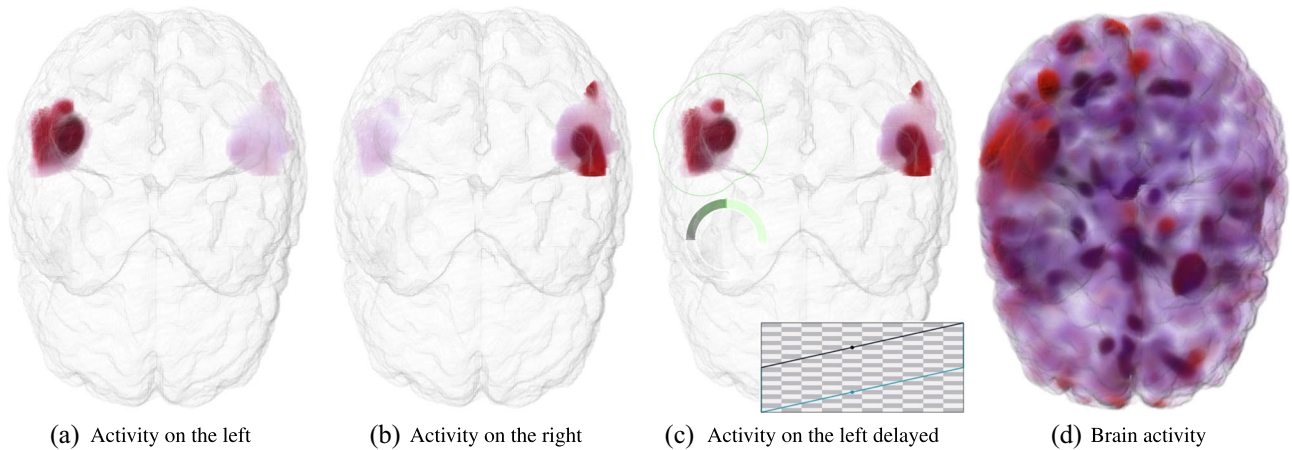 (a) Activity on the left
(b) Activity on the right
(c) Activity on the left delayed
(d) Brain activity